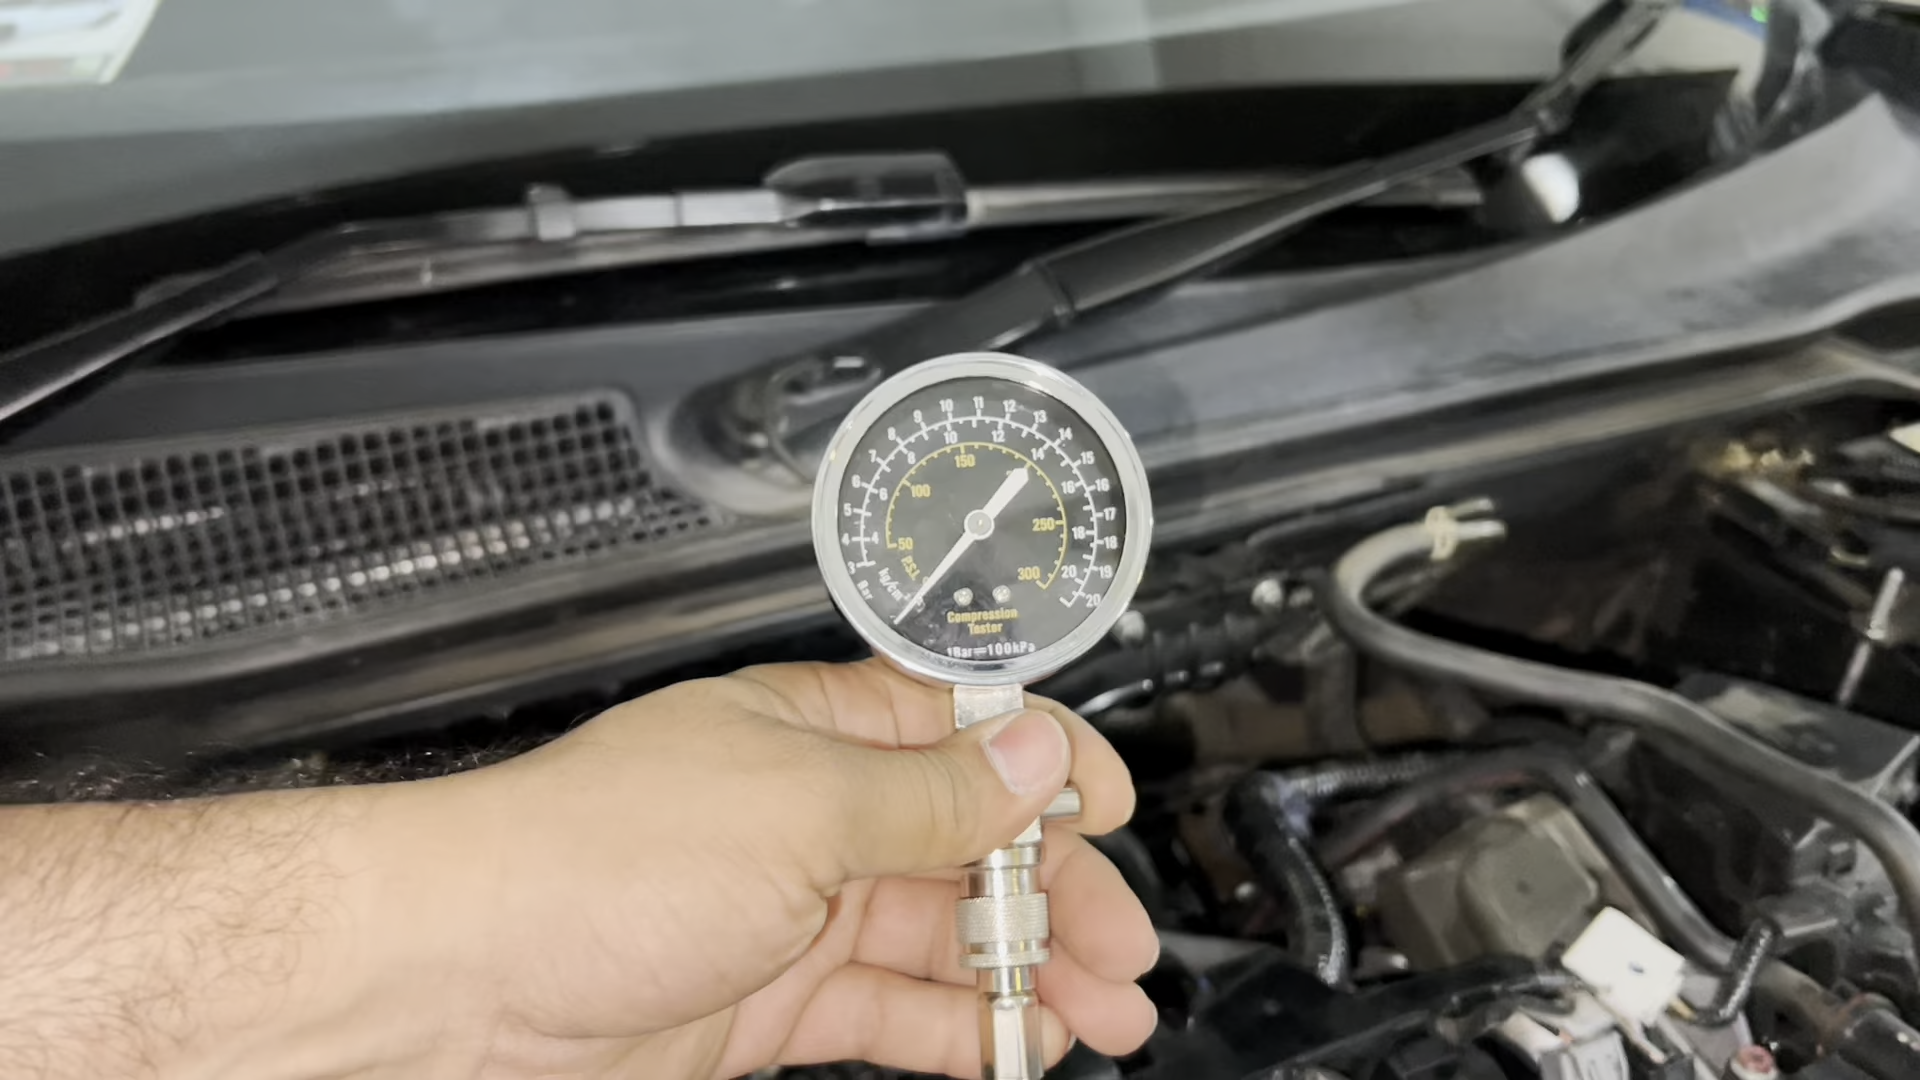 3 4 5 6 7 8 9 10 11 12 13 14 15 16 17 18 19 20
Bar
4 6 8 10 12 14 16 18 20
kg/cm²
50 100 150 250 300
P.S.I.
Compression
Tester
1Bar=100kPa